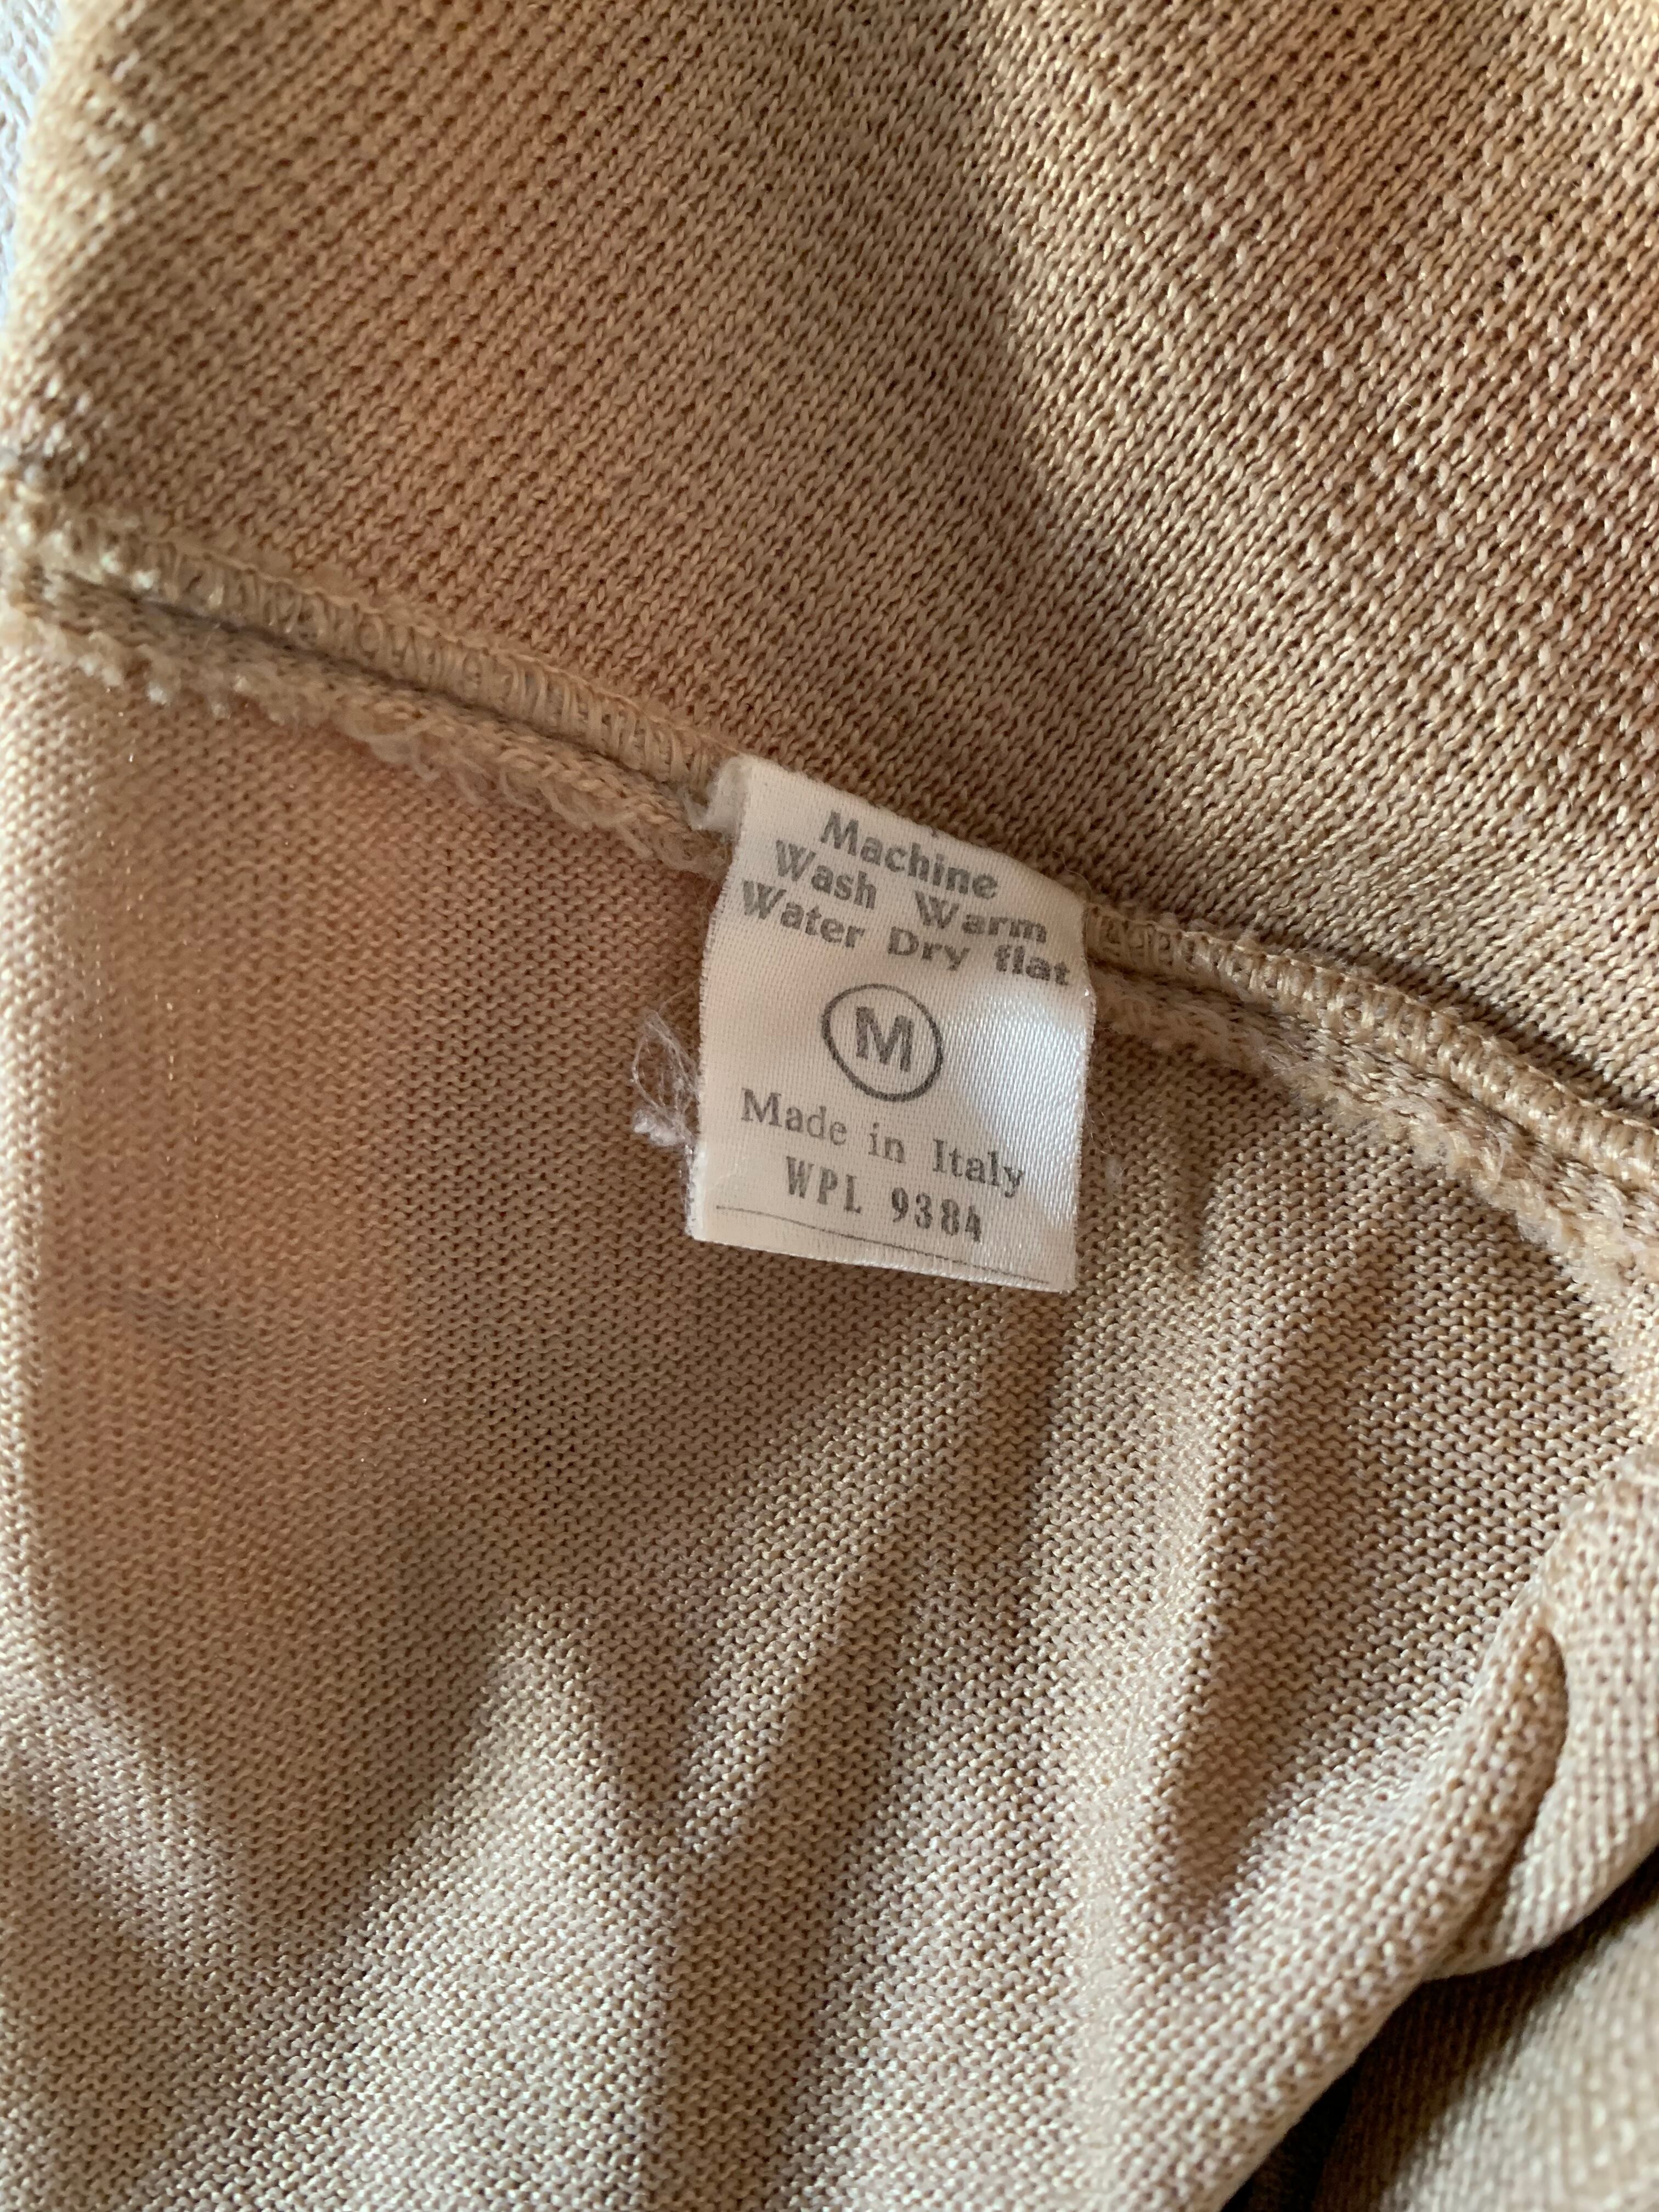 Machine
Wash Warm
Water Dry flat
M
Made in Italy
WPL 9384